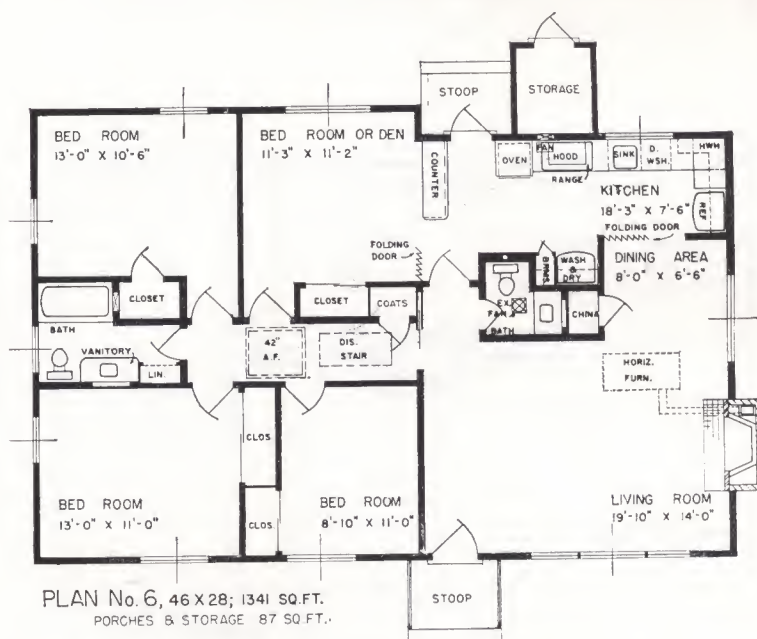 STOOP
STORAGE
BED ROOM
13'-0" X 10'-6"
BED ROOM OR DEN
11'-3" X 11'-2"
COUNTER
OVEN
FAN
HOOD
RANGE
SINK
D.
WSH.
HWH
KITCHEN
18'-3" X 7'-6"
REF
FOLDING DOOR
FOLDING
DOOR
DINING AREA
8'-0" X 6'-6"
WASH
&
DRY
CLOSET
CLOSET
COATS
EX.
FAN
BATH
CHINA
BATH
VANITORY
LIN.
42"
A.F.
DIS.
STAIR
HORIZ.
FURN.
CLOS.
CLOS
BED ROOM
13'-0" X 11'-0"
BED ROOM
8'-10" X 11'-0"
LIVING ROOM
19'-10" X 14'-0"
STOOP
PLAN No. 6, 46 X 28; 1341 SQ.FT.
PORCHES & STORAGE 87 SQ.FT.